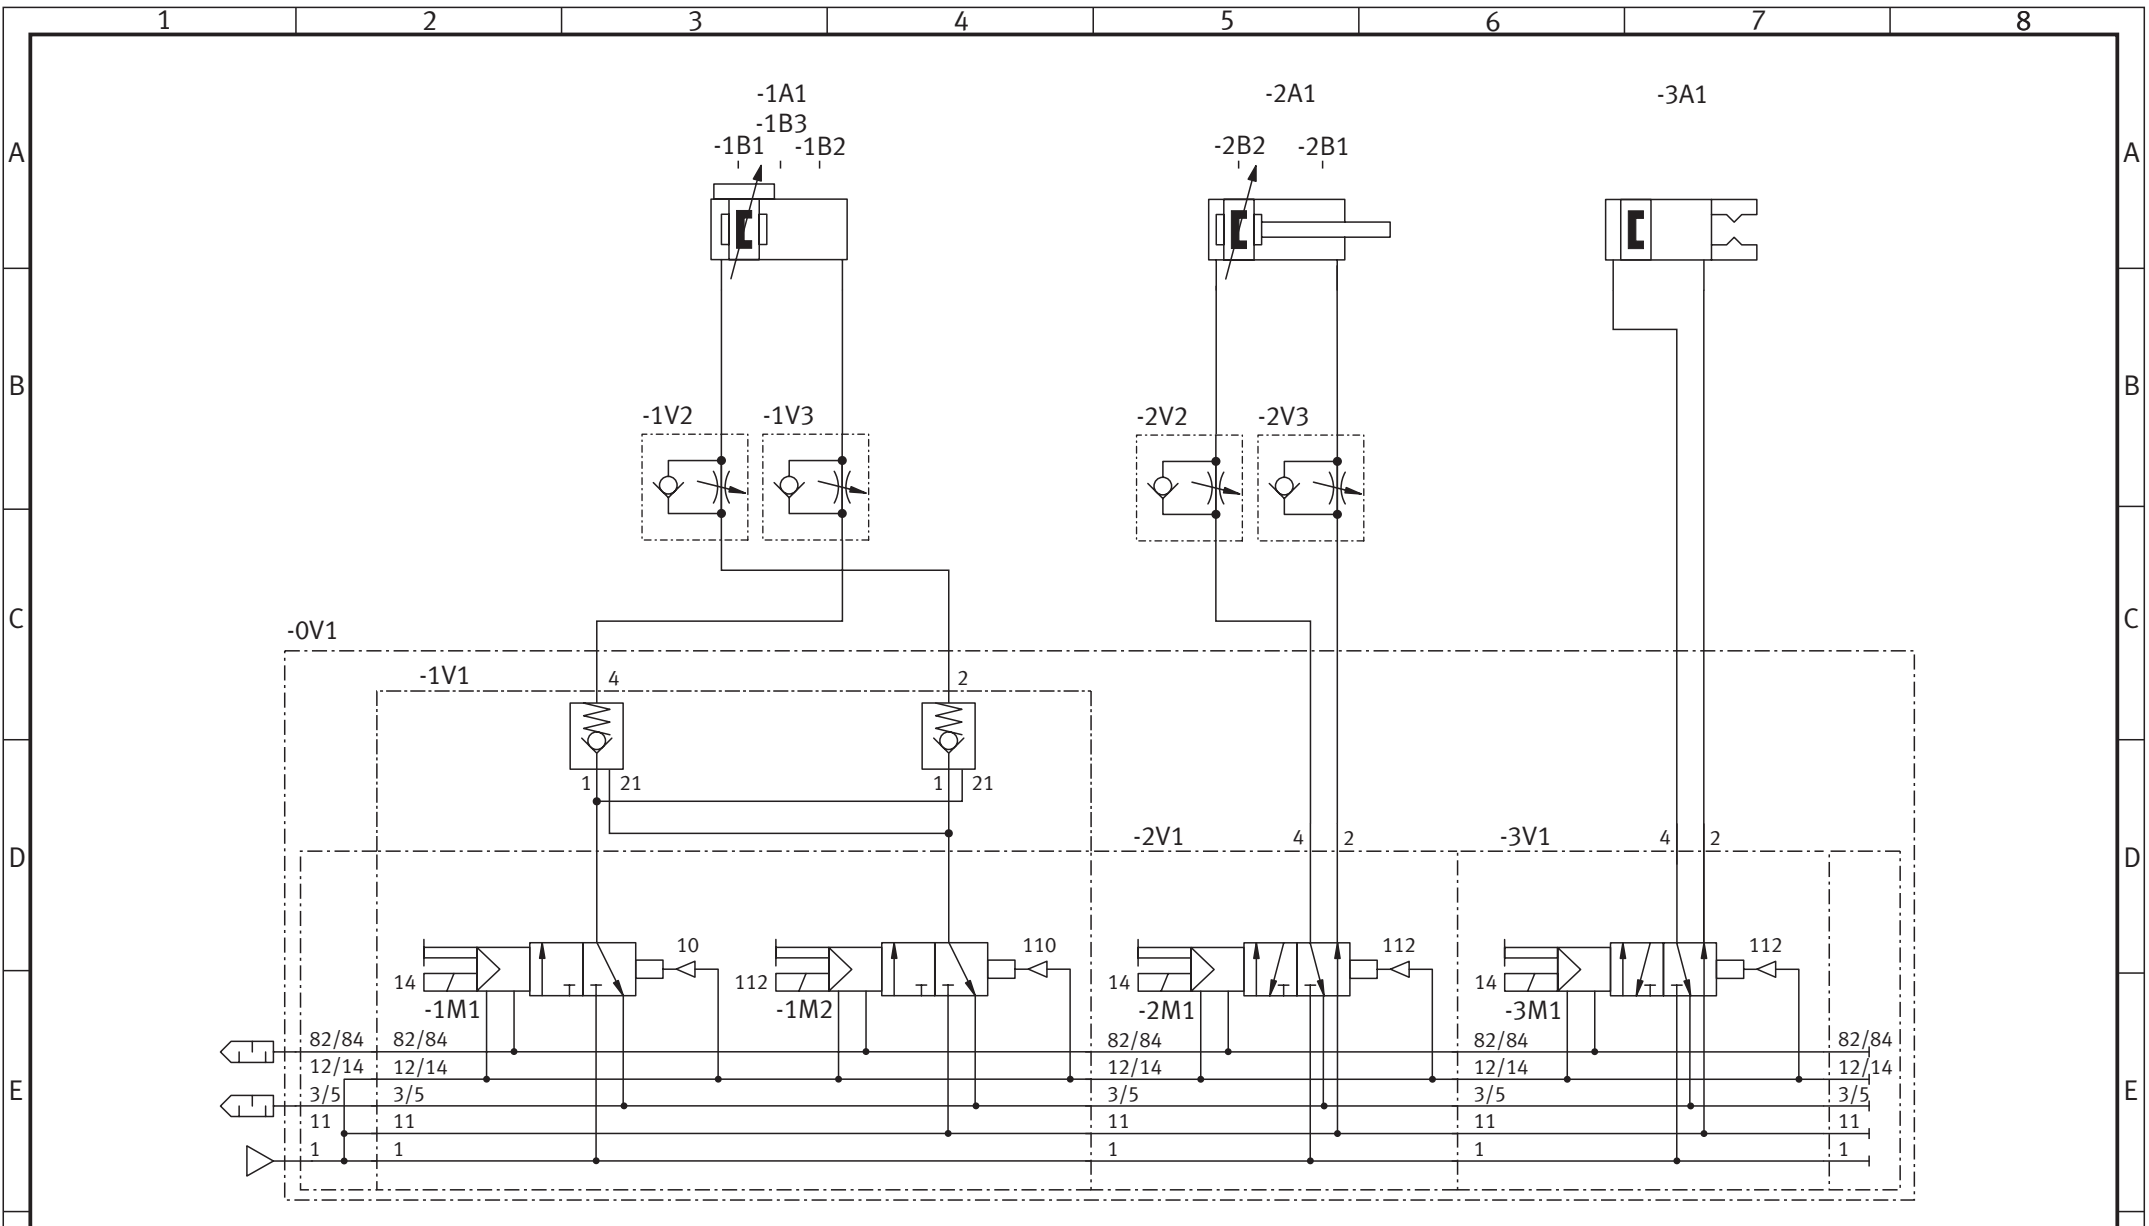 1 2 3 4 5 6 7 8
-1A1 -2A1 -3A1
-1B3
-1B1 -1B2 -2B2 -2B1
A A
B B
-1V2 -1V3 -2V2 -2V3
C C
-0V1
-1V1 4 2
1 21 1 21
-2V1 4 2 -3V1 4 2
D D
10 110 112 112
14 112 14 14
-1M1 -1M2 -2M1 -3M1
82/84 82/84 82/84 82/84 82/84
12/14 12/14 12/14 12/14 12/14
E E
3/5 3/5 3/5 3/5 3/5
11 11 11 11 11
1 1 1 1 1